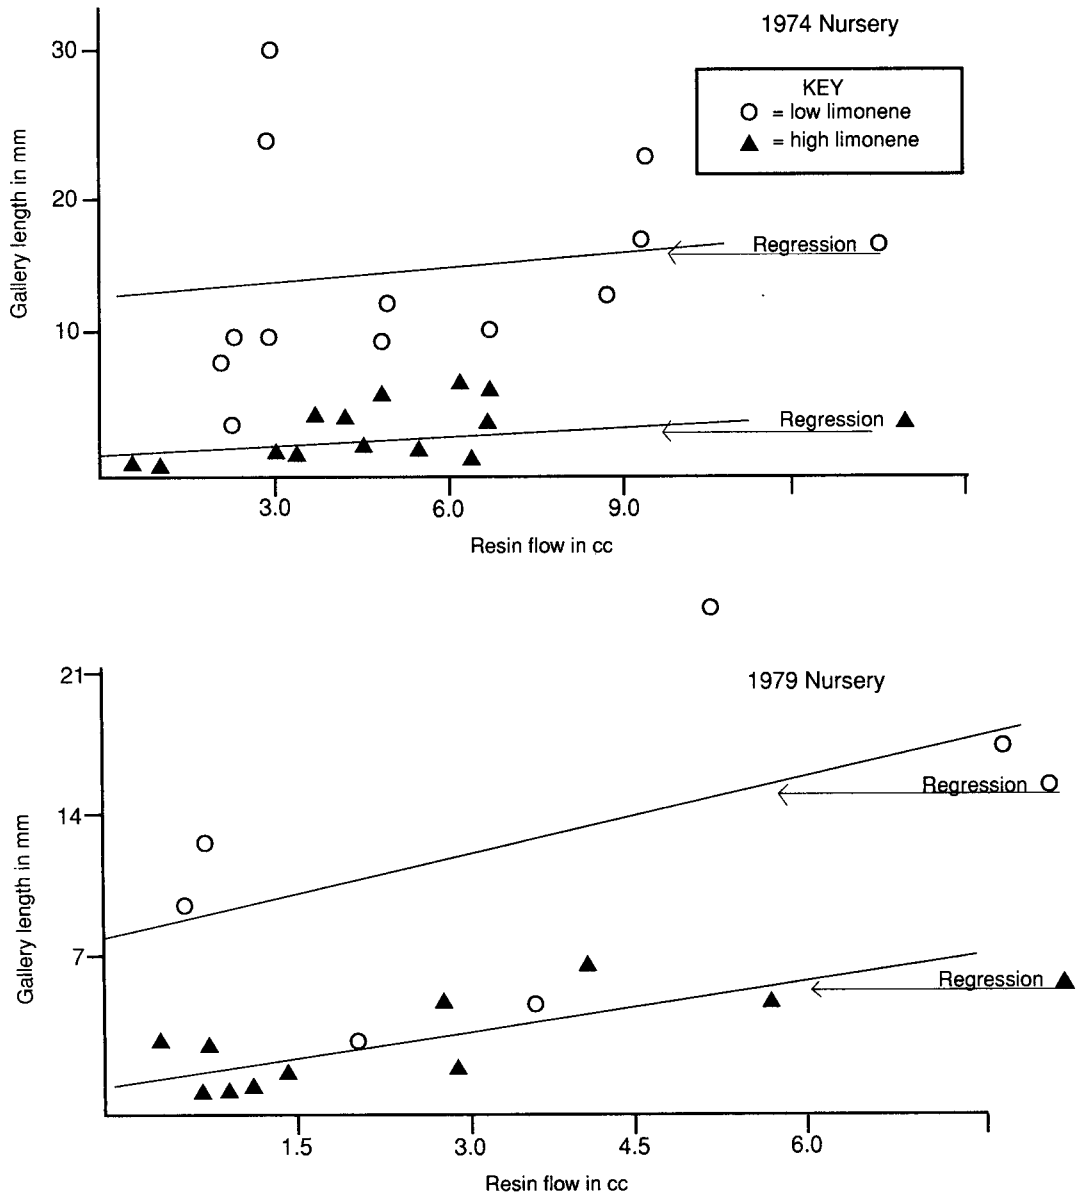 1974 Nursery
30
KEY
= low limonene
= high limonene
20
Regression
10
Regression
3.0 6.0 9.0
Resin flow in cc
Gallery length in mm
21
1979 Nursery
Regression
14
7
Regression
1.5 3.0 4.5 6.0
Resin flow in cc
Gallery length in mm